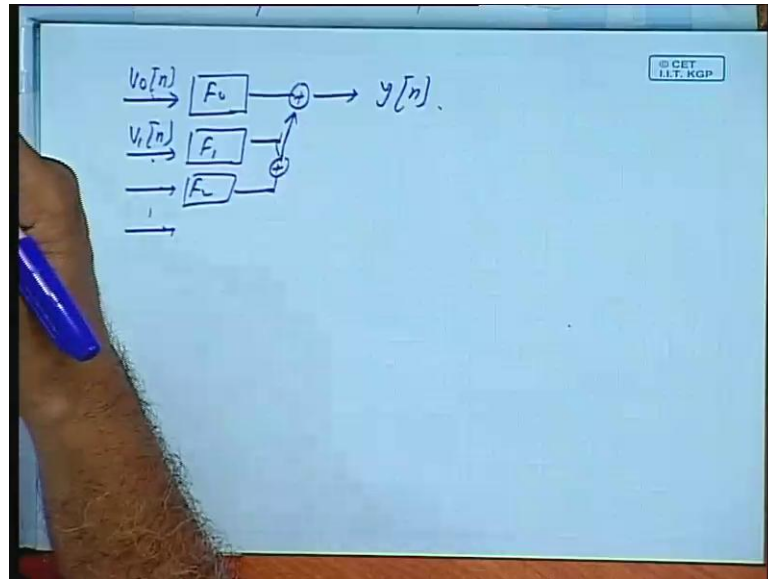 V₀[n] F₀ + → y[n].
V₁[n] F₁
+
F₂
© CET
I.I.T. KGP